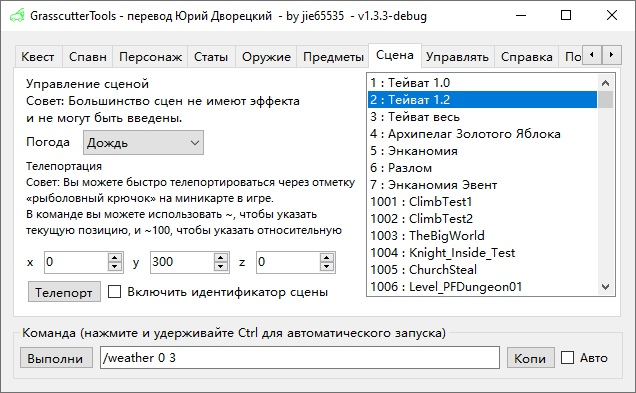 GrasscutterTools - перевод Юрий Дворецкий - by jie65535 - v1.3.3-debug
Квест Спавн Персонаж Статы Оружие Предметы Сцена Управлять Справка По
Управление сценой
Совет: Большинство сцен не имеют эффекта
и не могут быть введены.
Погода Дождь
Телепортация
Совет: Вы можете быстро телепортироваться через отметку
«рыболовный крючок» на миникарте в игре.
В команде вы можете использовать ~, чтобы указать
текущую позицию, и ~100, чтобы указать относительную
x 0 y 300 z 0
Телепорт Включить идентификатор сцены
1 : Тейват 1.0
2 : Тейват 1.2
3 : Тейват весь
4 : Архипелаг Золотого Яблока
5 : Энканомия
6 : Разлом
7 : Энканомия Эвент
1001 : ClimbTest1
1002 : ClimbTest2
1003 : TheBigWorld
1004 : Knight_Inside_Test
1005 : ChurchSteal
1006 : Level_PFDungeon01
Команда (нажмите и удерживайте Ctrl для автоматического запуска)
Выполни /weather 0 3 Копи Авто